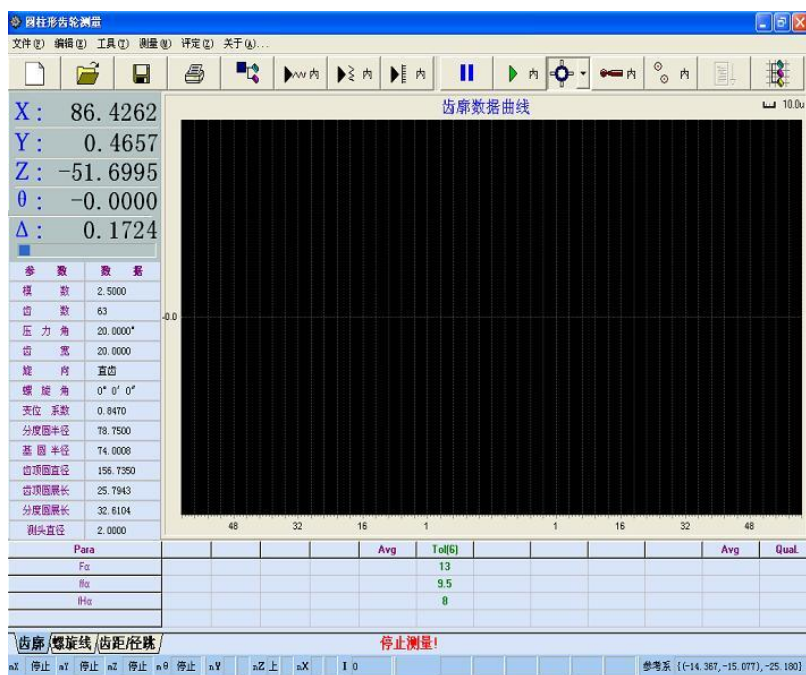 圆柱形齿轮测量
文件(F) 编辑(E) 工具(T) 测量(M) 评定(Z) 关于(A)...
内 内 内 内 内 内
X: 86.4262
Y: 0.4657
Z: -51.6995
θ: -0.0000
Δ: 0.1724
齿廓数据曲线
10.0u
参 数 数 据
模 数 2.5000
齿 数 63
压 力 角 20.0000°
齿 宽 20.0000
旋 向 直齿
螺 旋 角 0° 0′ 0″
变位 系数 0.8470
分度圆半径 78.7500
基 圆 半径 74.0008
齿顶圆直径 156.7350
齿顶圆展长 25.7943
分度圆展长 32.6104
测头直径 2.0000
-0.0
48 32 16 1 1 16 32 48
Para Avg Tol(6) Avg Qual.
Fα 13
ffα 9.5
fHα 8
齿廓 螺旋线 齿距/径跳 停止测量!
nX 停止 nY 停止 nZ 停止 nθ 停止 nY nZ 上 nX I 0 参考系 [(-14.367,-15.077),-25.180]